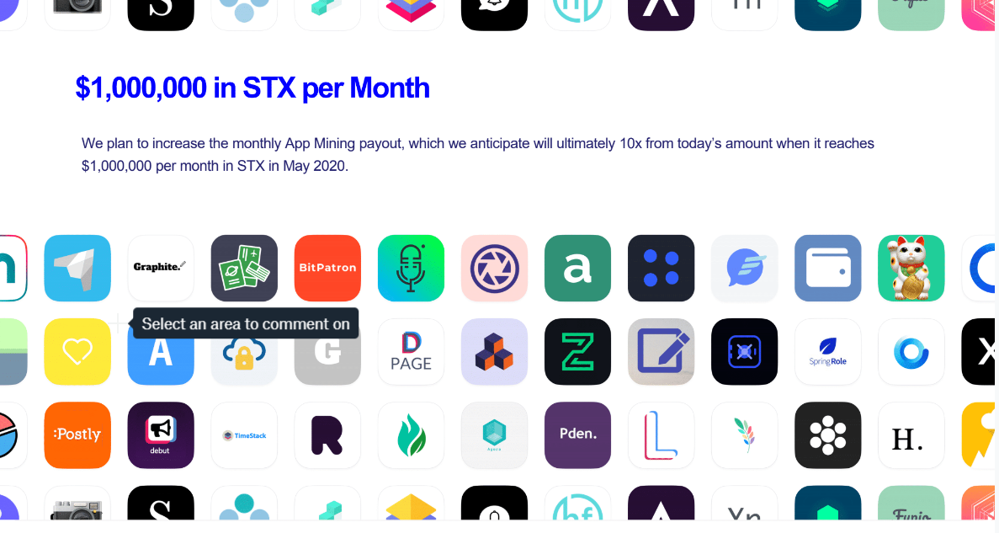 S
$1,000,000 in STX per Month
We plan to increase the monthly App Mining payout, which we anticipate will ultimately 10x from today’s amount when it reaches
$1,000,000 per month in STX in May 2020.
Graphite.
BitPatron
a
Select an area to comment on
A
G
D
PAGE
Z
SpringRole
X
:Postly
debut
TimeStack
R
Pden.
L
H.
S
hf
Yn